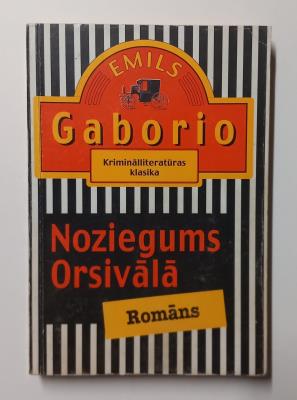 EMILS
Gaborio
Kriminālliteratūras
klasika
Noziegums
Orsivālā
Romāns